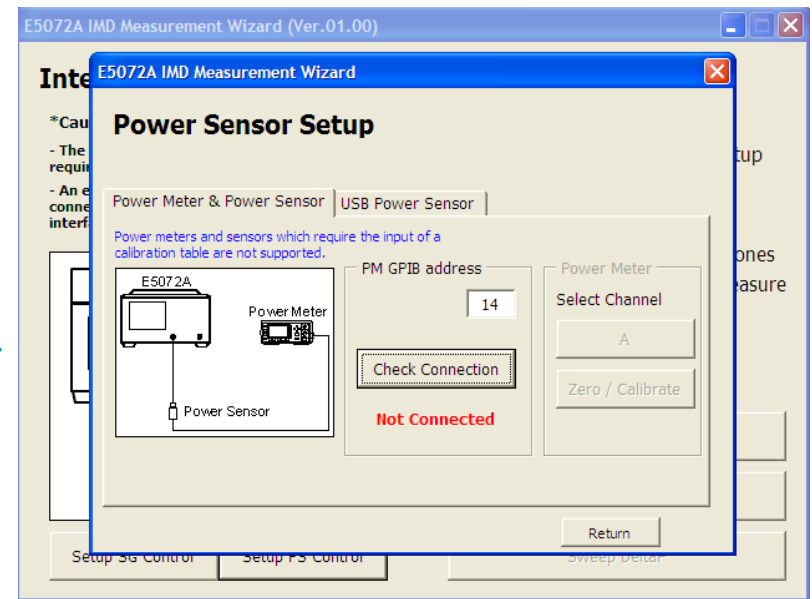 E5072A IMD Measurement Wizard (Ver.01.00)
Inte
*Cau
- The
requi
- An e
conne
interf
tup
ones
easure
E5072A IMD Measurement Wizard
Power Sensor Setup
Power Meter & Power Sensor
USB Power Sensor
Power meters and sensors which require the input of a
calibration table are not supported.
E5072A
Power Meter
Power Sensor
PM GPIB address
14
Check Connection
Not Connected
Power Meter
Select Channel
A
Zero / Calibrate
Return
Setup SG Control
Setup PS Control
Sweep DeltaF